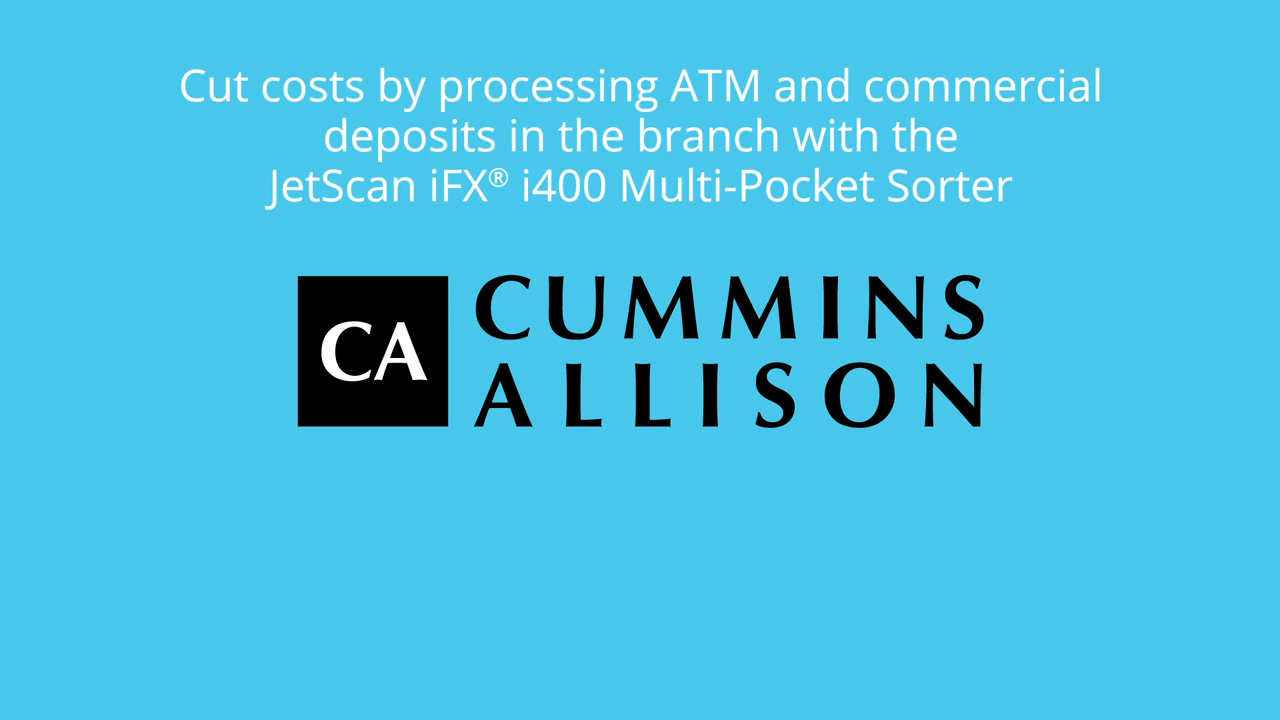 Cut costs by processing ATM and commercial
deposits in the branch with the
JetScan iFX® i400 Multi-Pocket Sorter
CA
CUMMINS
ALLISON